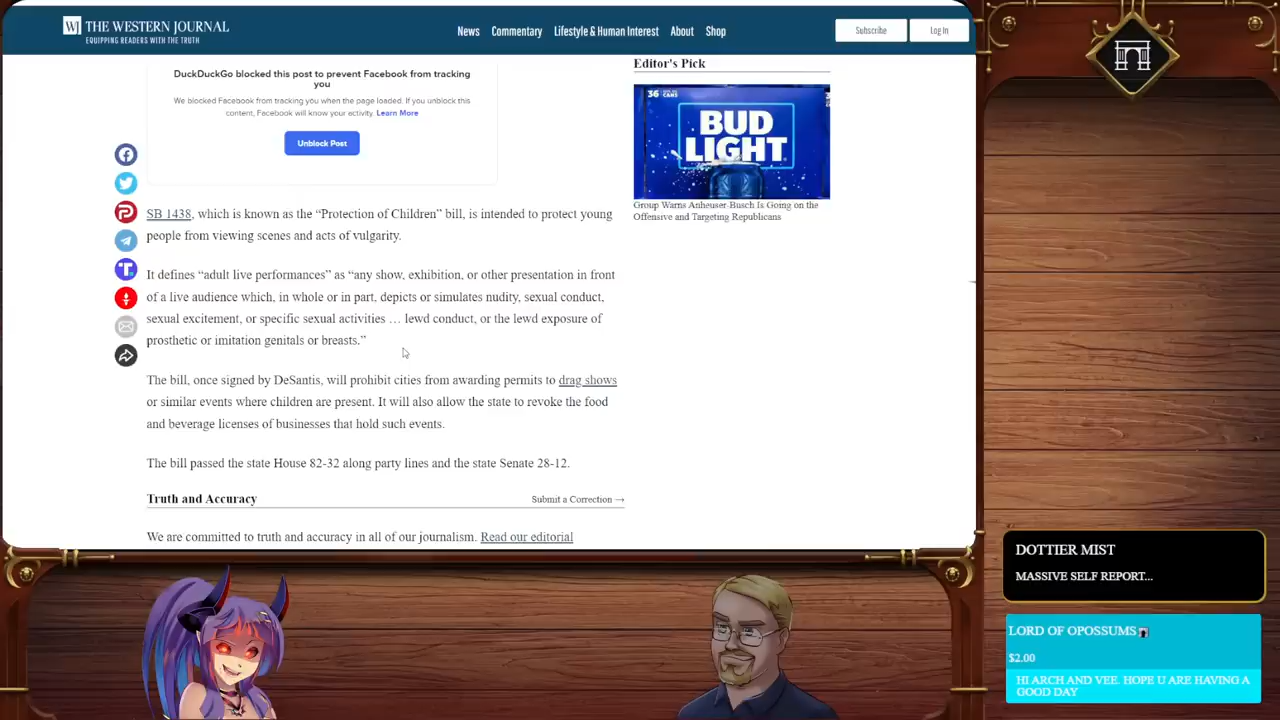 WJ THE WESTERN JOURNAL
EQUIPPING READERS WITH THE TRUTH
News Commentary Lifestyle & Human Interest About Shop
Subscribe
Log In
DuckDuckGo blocked this post to prevent Facebook from tracking
you
We blocked Facebook from tracking you when the page loaded. If you unblock this
content, Facebook will know your activity. Learn More
Unblock Post
SB 1438, which is known as the “Protection of Children” bill, is intended to protect young
people from viewing scenes and acts of vulgarity.
It defines “adult live performances” as “any show, exhibition, or other presentation in front
of a live audience which, in whole or in part, depicts or simulates nudity, sexual conduct,
sexual excitement, or specific sexual activities … lewd conduct, or the lewd exposure of
prosthetic or imitation genitals or breasts.”
The bill, once signed by DeSantis, will prohibit cities from awarding permits to drag shows
or similar events where children are present. It will also allow the state to revoke the food
and beverage licenses of businesses that hold such events.
The bill passed the state House 82-32 along party lines and the state Senate 28-12.
Truth and Accuracy
Submit a Correction →
We are committed to truth and accuracy in all of our journalism. Read our editorial
Editor's Pick
36 CANS
BUD
LIGHT
Group Warns Anheuser-Busch Is Going on the
Offensive and Targeting Republicans
DOTTIER MIST
MASSIVE SELF REPORT...
LORD OF OPOSSUMS
$2.00
HI ARCH AND VEE. HOPE U ARE HAVING A
GOOD DAY